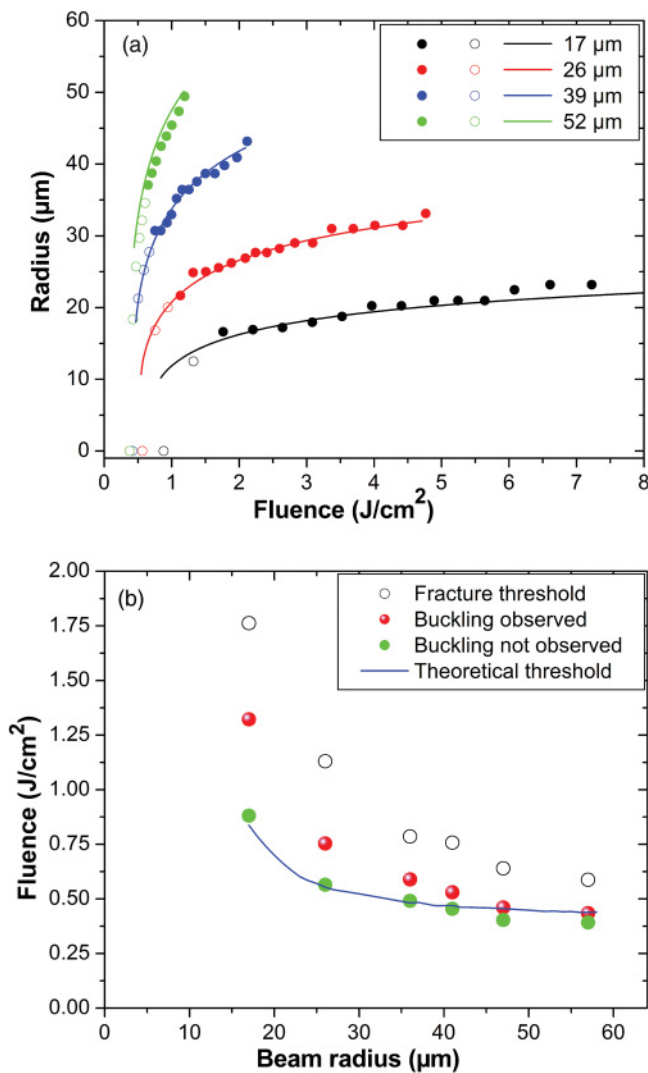 (a)
17 µm
26 µm
39 µm
52 µm
60
50
40
30
20
10
0
Radius (µm)
0 1 2 3 4 5 6 7 8
Fluence (J/cm²)
(b)
Fracture threshold
Buckling observed
Buckling not observed
Theoretical threshold
2.00
1.75
1.50
1.25
1.00
0.75
0.50
0.25
0.00
Fluence (J/cm²)
0 10 20 30 40 50 60
Beam radius (µm)